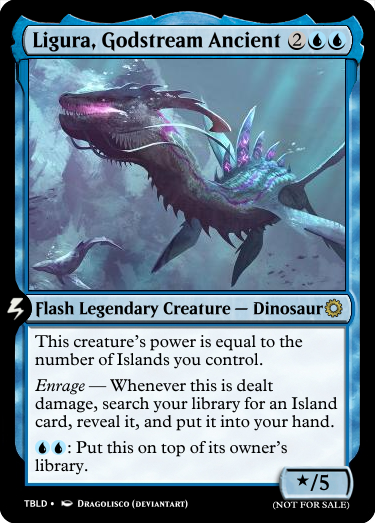 Ligura, Godstream Ancient 2
Flash Legendary Creature — Dinosaur
This creature's power is equal to the
number of Islands you control.
Enrage — Whenever this is dealt
damage, search your library for an Island
card, reveal it, and put it into your hand.
: Put this on top of its owner's
library.
★/5
TBLD • Dragolisco (deviantart)
(NOT FOR SALE)